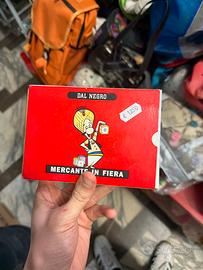 DAL NEGRO
MERCANTE IN FIERA